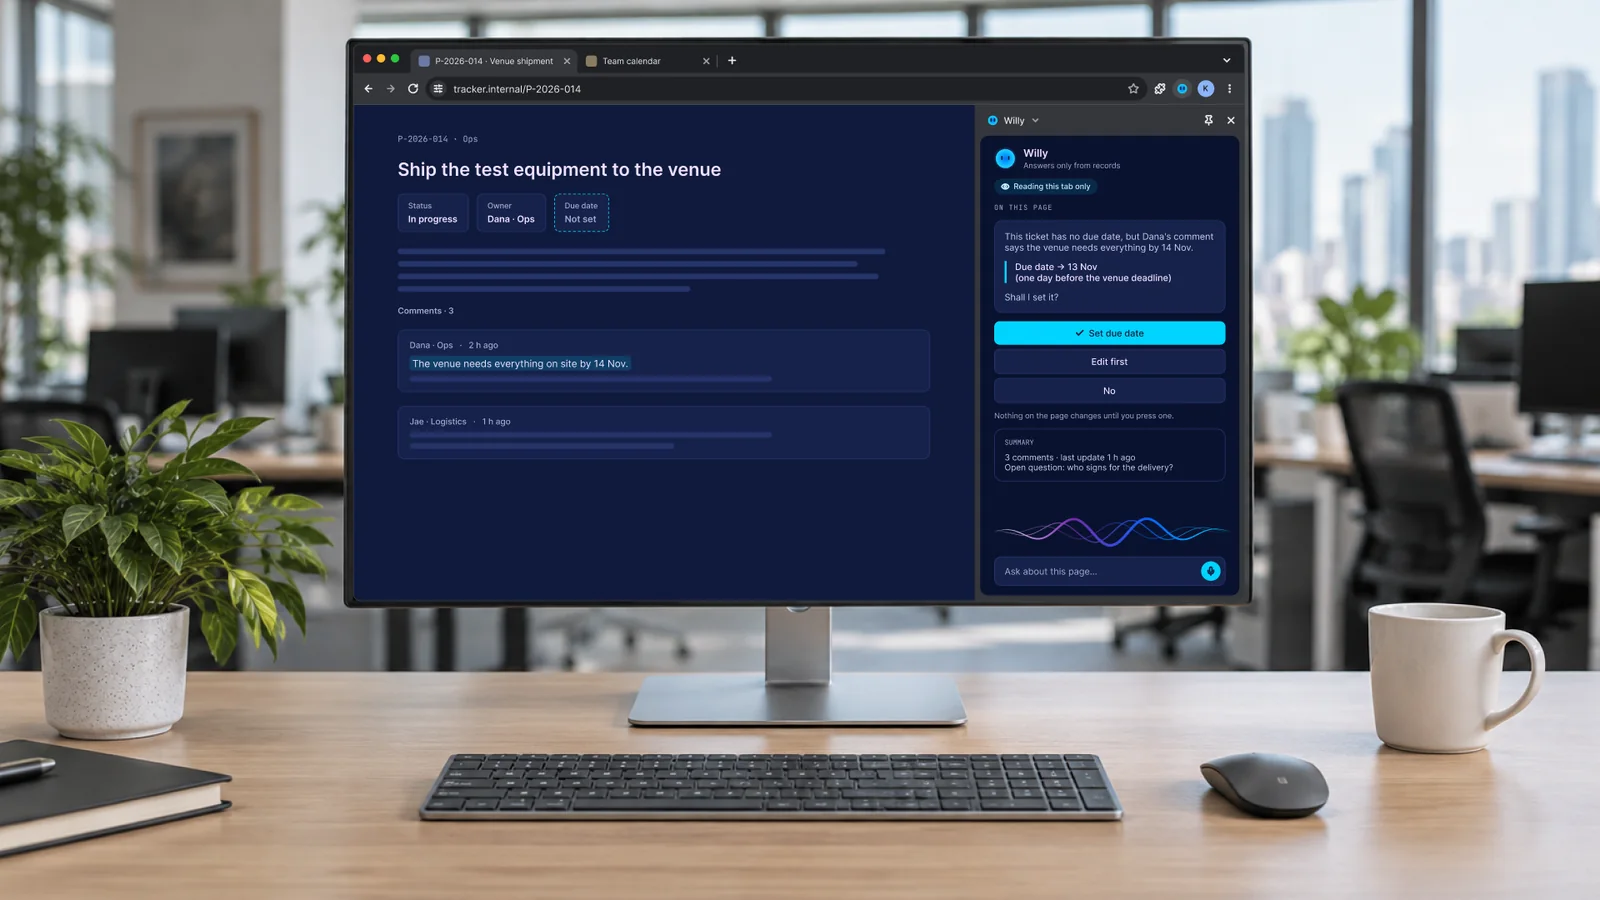 P-2026-014 · Venue shipment
Team calendar
tracker.internal/P-2026-014
K
P-2026-014 · Ops
Ship the test equipment to the venue
Status
In progress
Owner
Dana · Ops
Due date
Not set
Comments · 3
Dana · Ops · 2 h ago
The venue needs everything on site by 14 Nov.
Jae · Logistics · 1 h ago
Willy
Willy
Answers only from records
Reading this tab only
ON THIS PAGE
This ticket has no due date, but Dana's comment
says the venue needs everything by 14 Nov.
Due date → 13 Nov
(one day before the venue deadline)
Shall I set it?
Set due date
Edit first
No
Nothing on the page changes until you press one.
SUMMARY
3 comments · last update 1 h ago
Open question: who signs for the delivery?
Ask about this page...